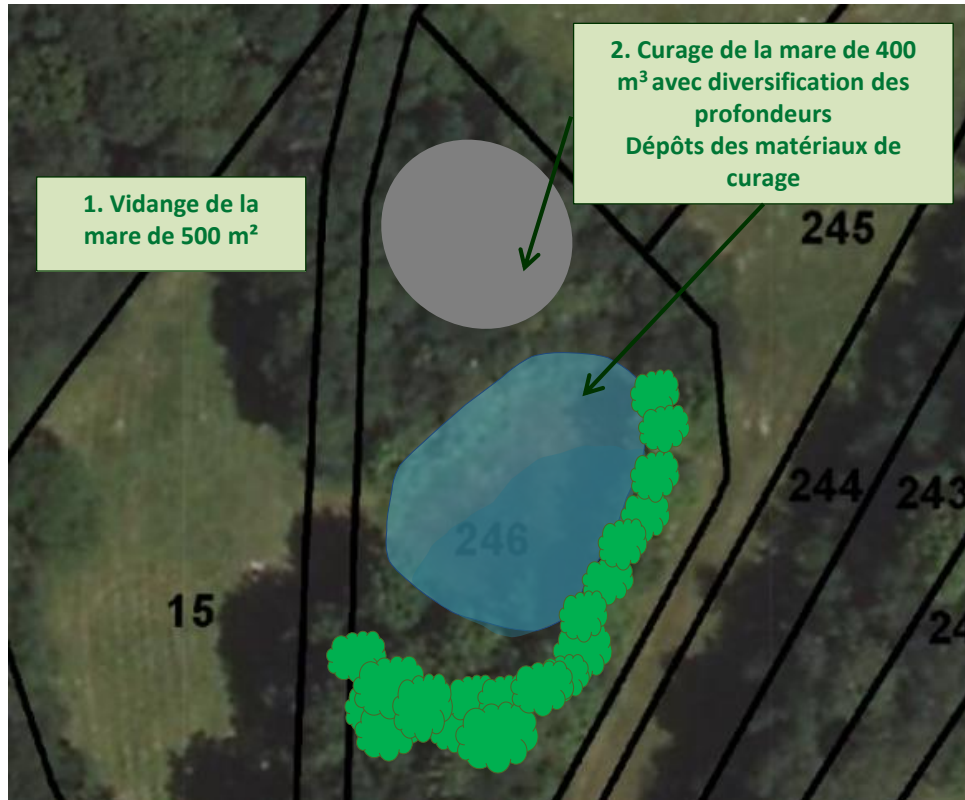 2. Curage de la mare de 400
m³ avec diversification des
profondeurs
Dépôts des matériaux de
curage
1. Vidange de la
mare de 500 m²
245
244
243
246
15
24